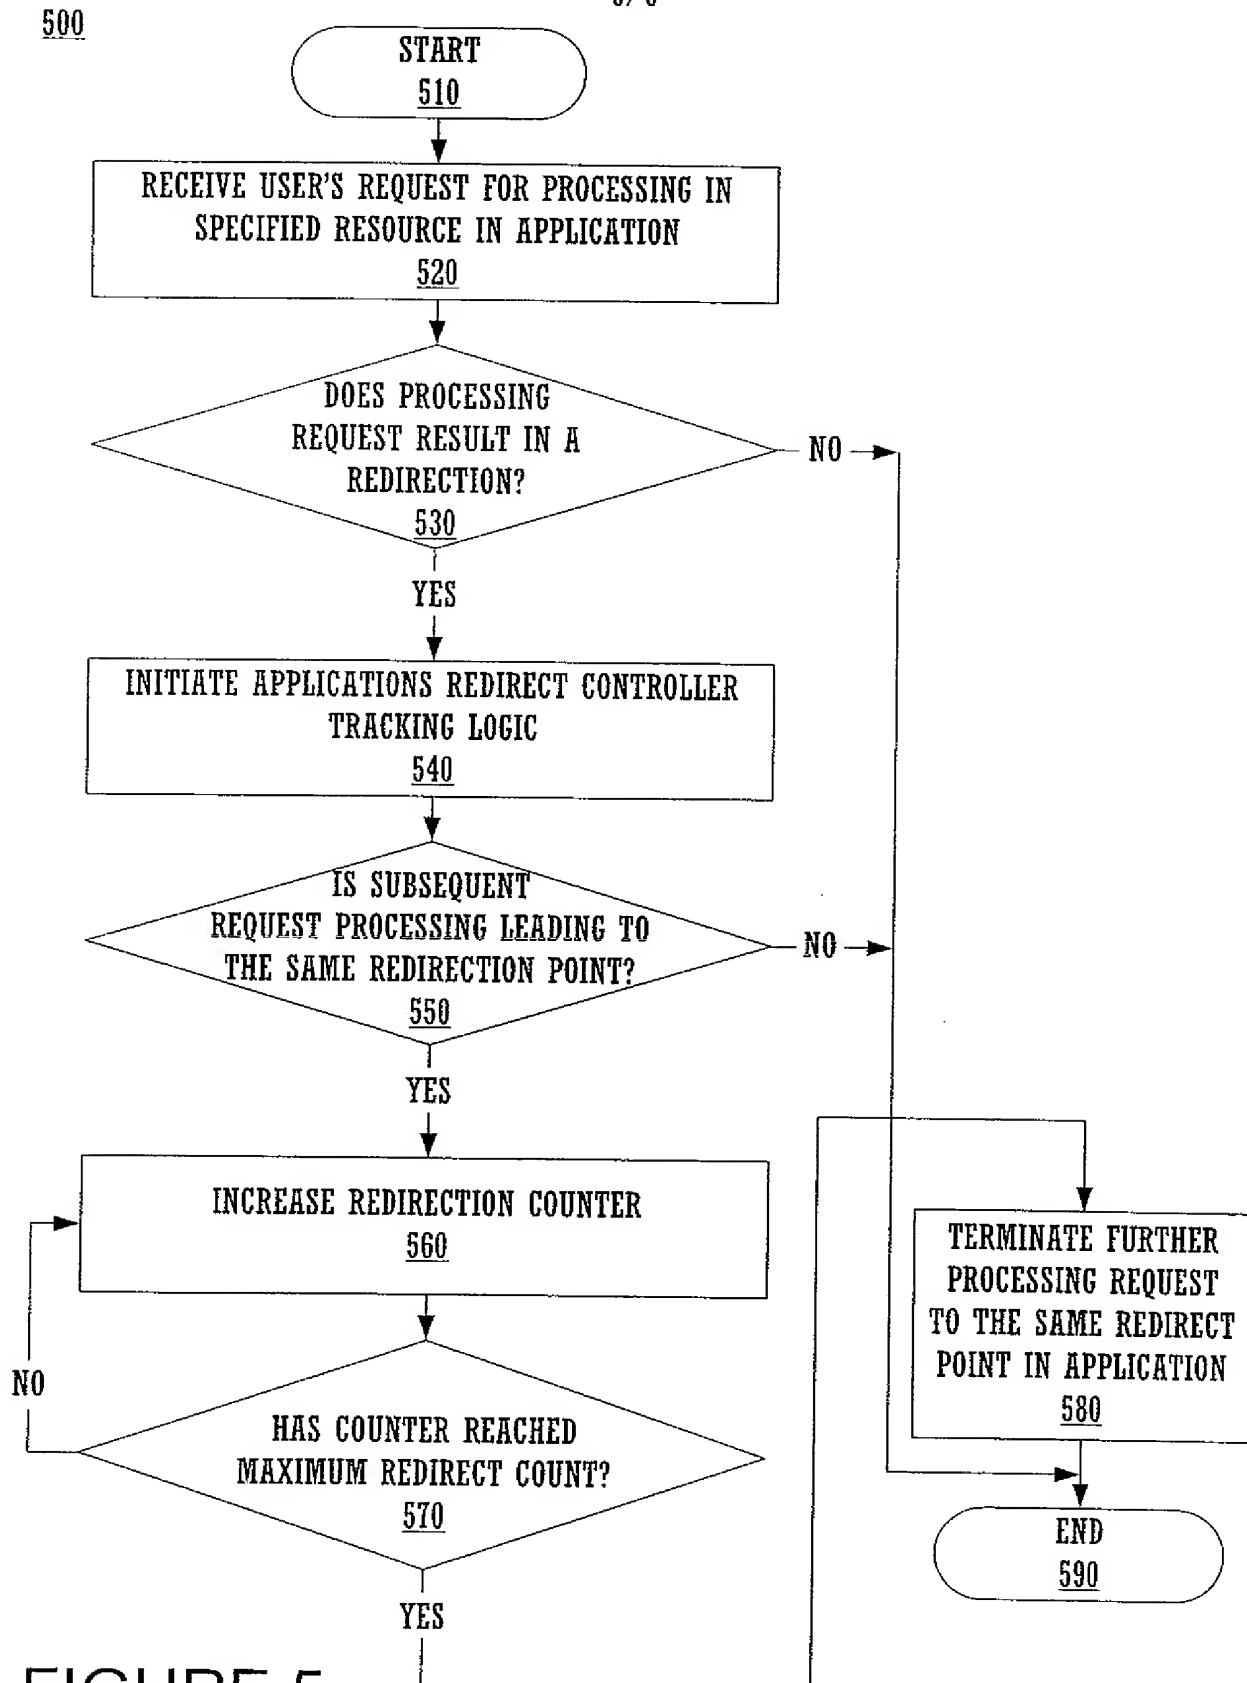 500
START
510
RECEIVE USER'S REQUEST FOR PROCESSING IN
SPECIFIED RESOURCE IN APPLICATION
520
DOES PROCESSING
REQUEST RESULT IN A
REDIRECTION?
530
NO
YES
INITIATE APPLICATIONS REDIRECT CONTROLLER
TRACKING LOGIC
540
IS SUBSEQUENT
REQUEST PROCESSING LEADING TO
THE SAME REDIRECTION POINT?
550
NO
YES
INCREASE REDIRECTION COUNTER
560
NO
HAS COUNTER REACHED
MAXIMUM REDIRECT COUNT?
570
YES
TERMINATE FURTHER
PROCESSING REQUEST
TO THE SAME REDIRECT
POINT IN APPLICATION
580
END
590
FIGURE 5